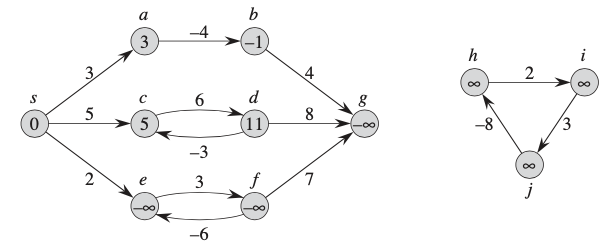 a b
3 –4 –1
3 4
h i
s c 6 d g
∞ 2 ∞
0 5 5 11 8 –∞
–3
–8 3
2 e 3 f 7
∞
j
–∞ –∞
–6